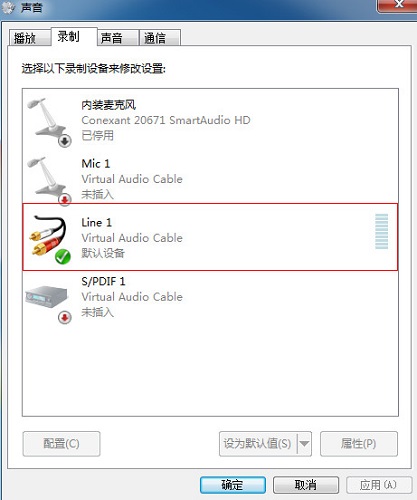 声音
播放 录制 声音 通信
选择以下录制设备来修改设置:
内装麦克风
Conexant 20671 SmartAudio HD
已停用
Mic 1
Virtual Audio Cable
未插入
Line 1
Virtual Audio Cable
默认设备
S/PDIF 1
Virtual Audio Cable
未插入
配置(C) 设为默认值(S) 属性(P)
确定 取消 应用(A)